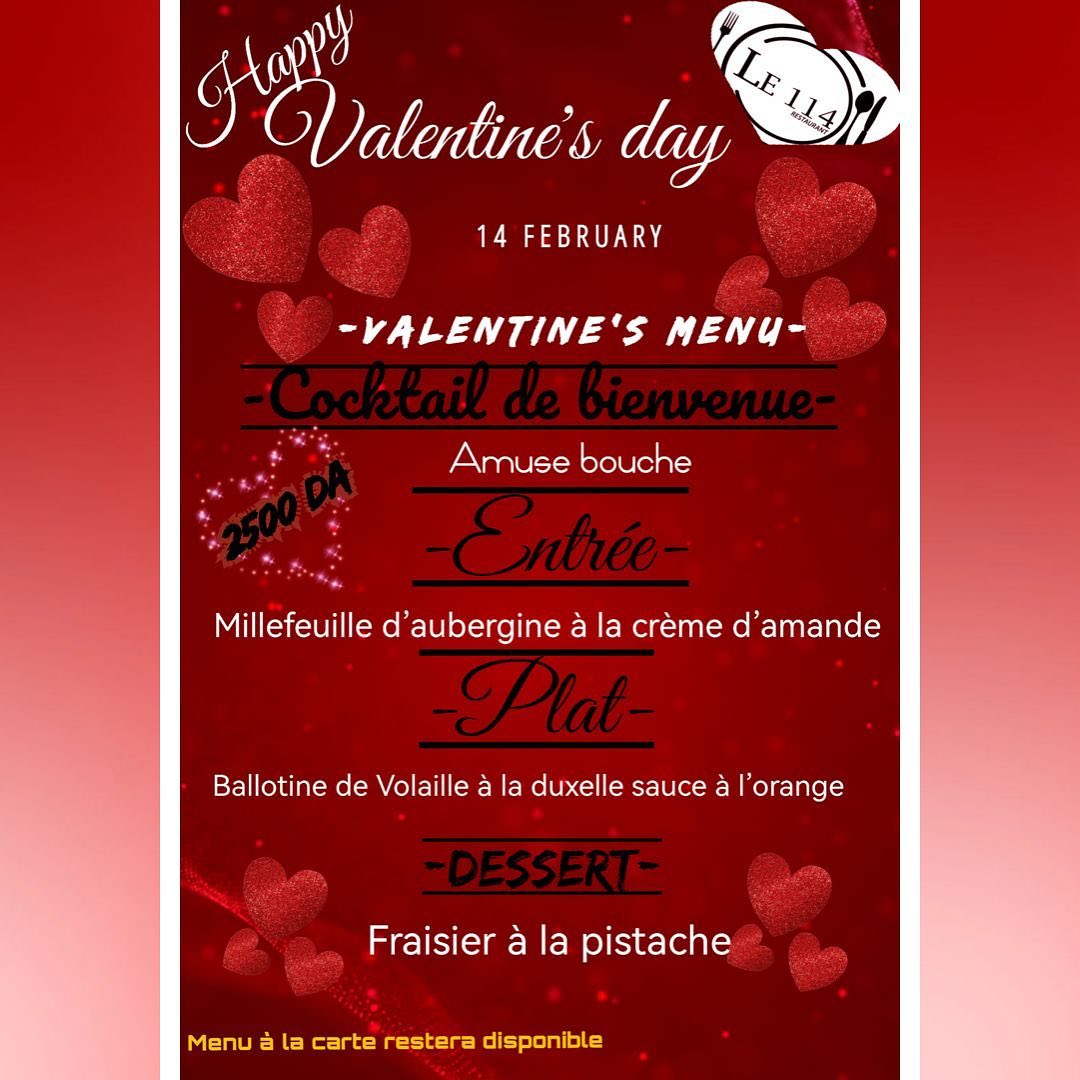 Happy
Valentine's day
LE 114
RESTAURANT
14 FEBRUARY
-VALENTINE'S MENU-
-Cocktail de bienvenue-
Amuse bouche
2500 DA
-Entrée-
Millefeuille d'aubergine à la crème d'amande
-Plat-
Ballotine de Volaille à la duxelle sauce à l'orange
-DESSERT-
Fraisier à la pistache
Menu à la carte restera disponible